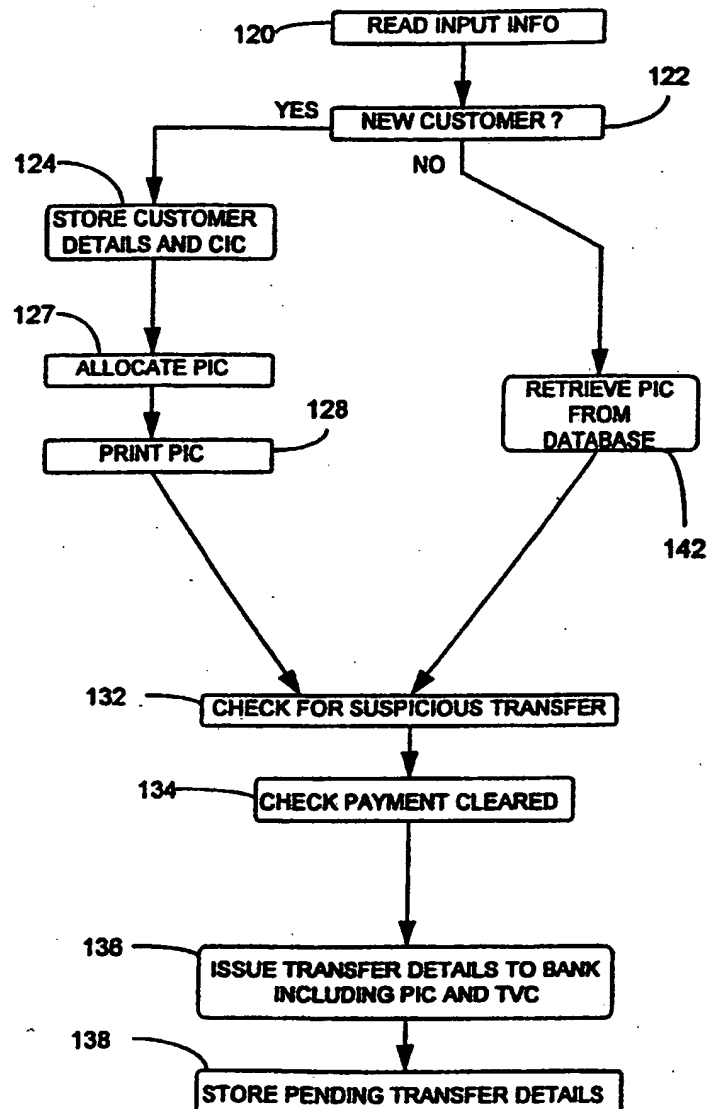 120
READ INPUT INFO
122
YES
NEW CUSTOMER ?
NO
124
STORE CUSTOMER
DETAILS AND CIC
127
ALLOCATE PIC
128
PRINT PIC
RETRIEVE PIC
FROM
DATABASE
142
132
CHECK FOR SUSPICIOUS TRANSFER
134
CHECK PAYMENT CLEARED
136
ISSUE TRANSFER DETAILS TO BANK
INCLUDING PIC AND TVC
138
STORE PENDING TRANSFER DETAILS